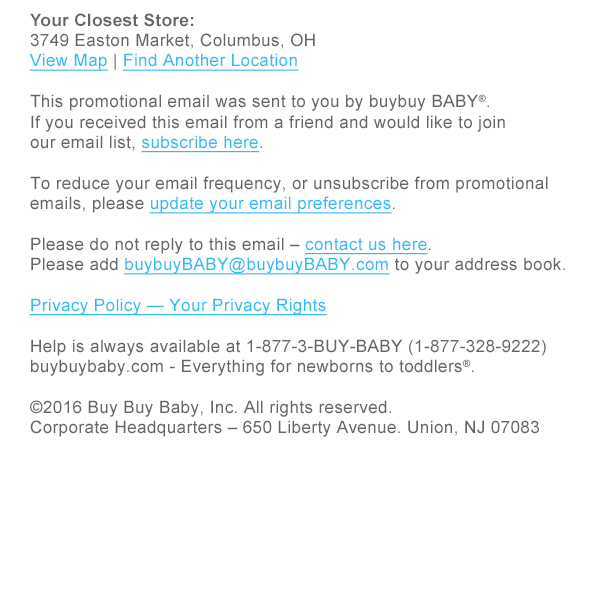 Your Closest Store:
3749 Easton Market, Columbus, OH
View Map | Find Another Location
This promotional email was sent to you by buybuy BABY®.
If you received this email from a friend and would like to join
our email list, subscribe here.
To reduce your email frequency, or unsubscribe from promotional
emails, please update your email preferences.
Please do not reply to this email – contact us here.
Please add buybuyBABY@buybuyBABY.com to your address book.
Privacy Policy — Your Privacy Rights
Help is always available at 1-877-3-BUY-BABY (1-877-328-9222)
buybuybaby.com - Everything for newborns to toddlers®.
©2016 Buy Buy Baby, Inc. All rights reserved.
Corporate Headquarters – 650 Liberty Avenue. Union, NJ 07083